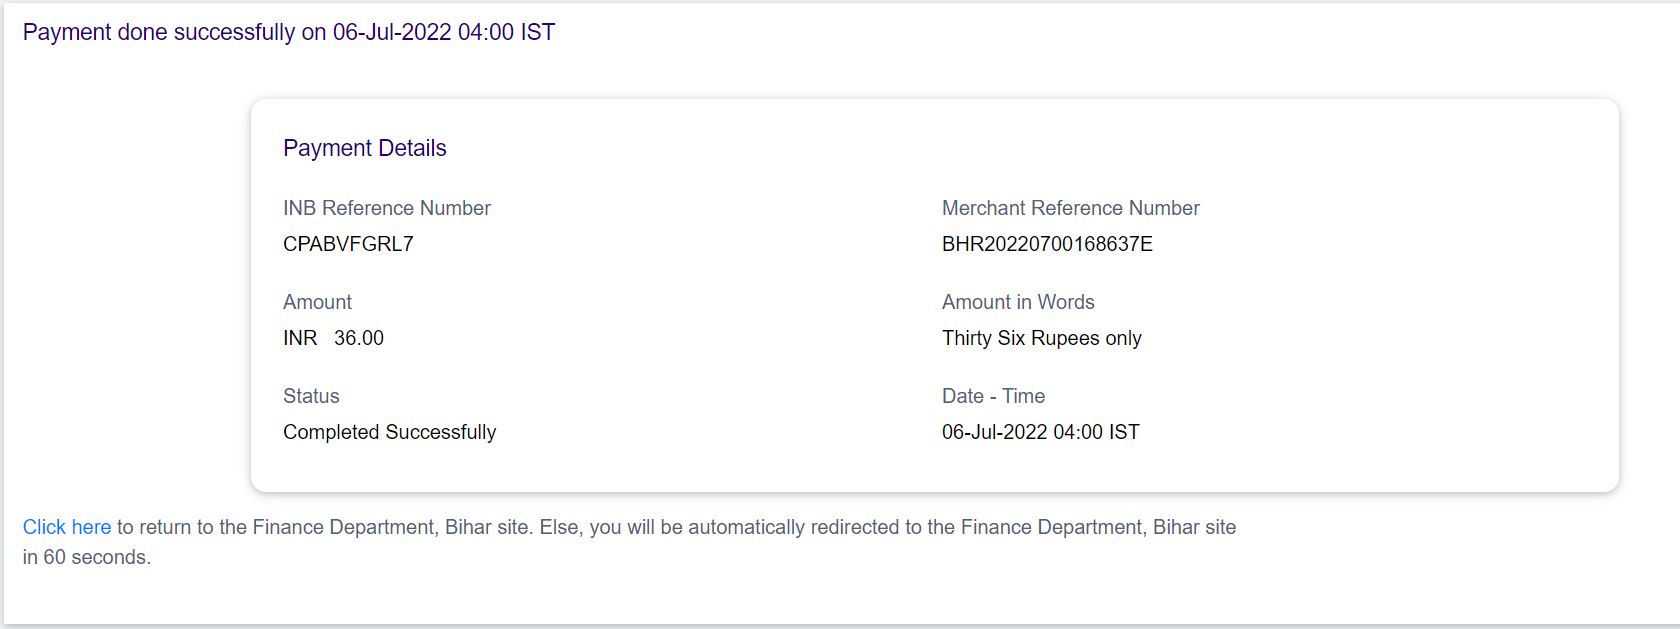 Payment done successfully on 06-Jul-2022 04:00 IST
Payment Details
INB Reference Number
CPABVFGRL7
Merchant Reference Number
BHR20220700168637E
Amount
INR 36.00
Amount in Words
Thirty Six Rupees only
Status
Completed Successfully
Date - Time
06-Jul-2022 04:00 IST
Click here to return to the Finance Department, Bihar site. Else, you will be automatically redirected to the Finance Department, Bihar site
in 60 seconds.